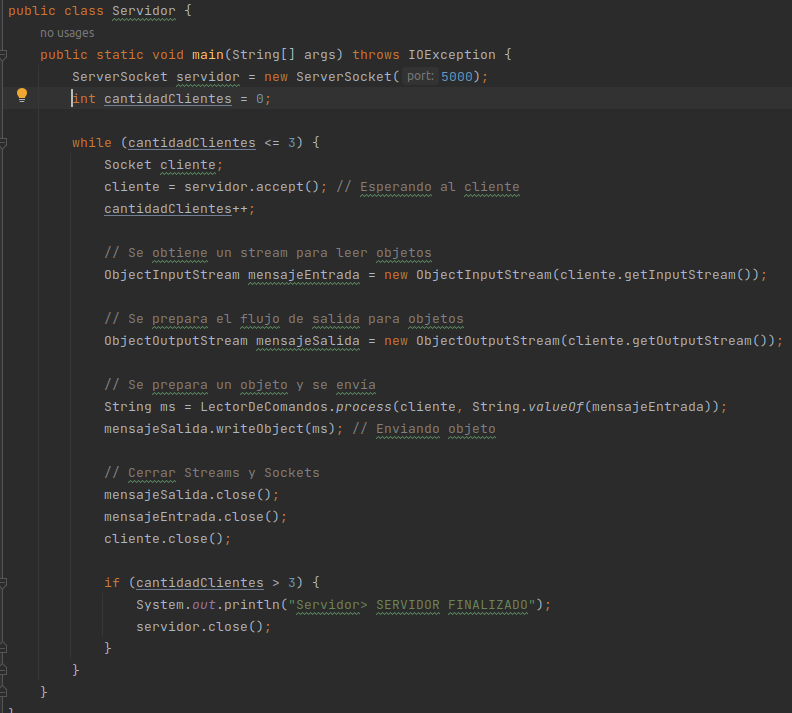 public class Servidor {
no usages
public static void main(String[] args) throws IOException {
ServerSocket servidor = new ServerSocket( port: 5000);
int cantidadClientes = 0;
while (cantidadClientes <= 3) {
Socket cliente;
cliente = servidor.accept(); // Esperando al cliente
cantidadClientes++;
// Se obtiene un stream para leer objetos
ObjectInputStream mensajeEntrada = new ObjectInputStream(cliente.getInputStream());
// Se prepara el flujo de salida para objetos
ObjectOutputStream mensajeSalida = new ObjectOutputStream(cliente.getOutputStream());
// Se prepara un objeto y se envía
String ms = LectorDeComandos.process(cliente, String.valueOf(mensajeEntrada));
mensajeSalida.writeObject(ms); // Enviando objeto
// Cerrar Streams y Sockets
mensajeSalida.close();
mensajeEntrada.close();
cliente.close();
if (cantidadClientes > 3) {
System.out.println("Servidor> SERVIDOR FINALIZADO");
servidor.close();
}
}
}
}